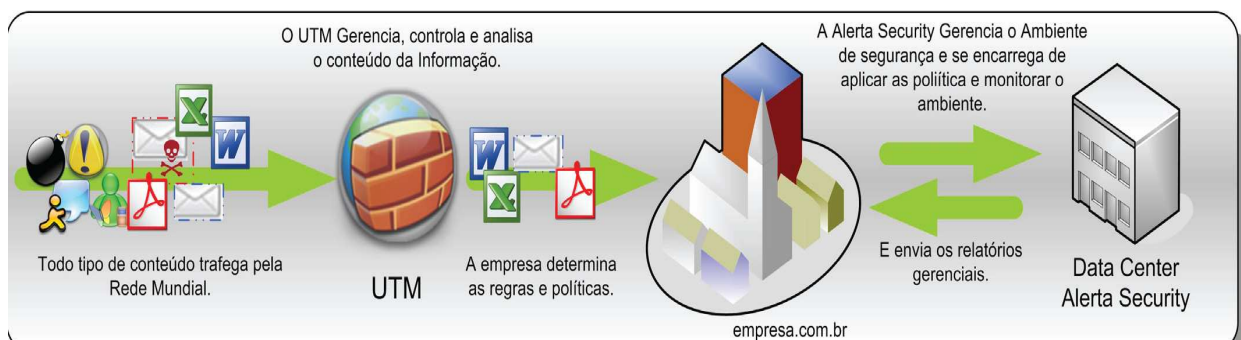 O UTM Gerencia, controla e analisa
o conteúdo da Informação.
A Alerta Security Gerencia o Ambiente
de segurança e se encarrega de
aplicar as poliítica e monitorar o
ambiente.
Todo tipo de conteúdo trafega pela
Rede Mundial.
UTM
A empresa determina
as regras e políticas.
empresa.com.br
E envia os relatórios
gerenciais.
Data Center
Alerta Security